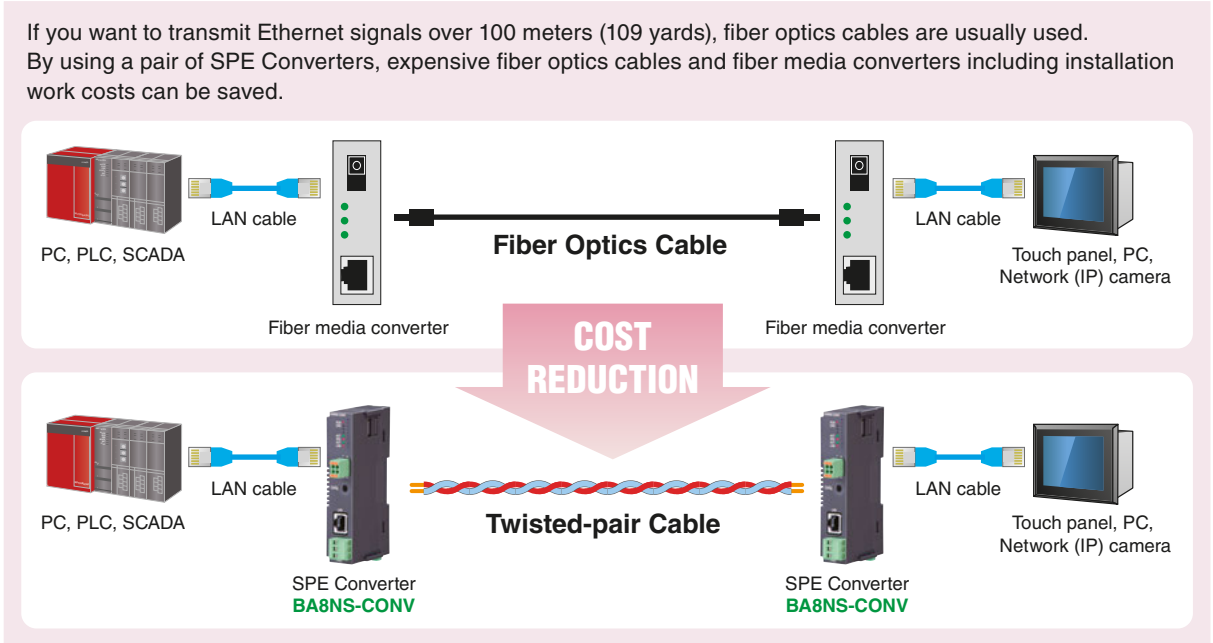 If you want to transmit Ethernet signals over 100 meters (109 yards), fiber optics cables are usually used.
By using a pair of SPE Converters, expensive fiber optics cables and fiber media converters including installation
work costs can be saved.
LAN cable
PC, PLC, SCADA
Fiber media converter
Fiber Optics Cable
Fiber media converter
LAN cable
Touch panel, PC,
Network (IP) camera
COST
REDUCTION
LAN cable
PC, PLC, SCADA
SPE Converter
BA8NS-CONV
Twisted-pair Cable
SPE Converter
BA8NS-CONV
LAN cable
Touch panel, PC,
Network (IP) camera